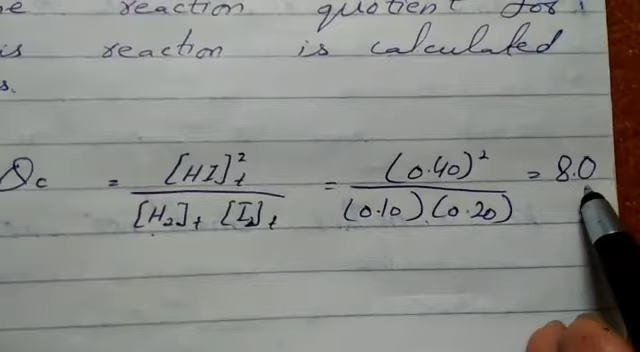 reaction quotient for
is reaction is calculated
s.
Qc = [HI]²t / [H₂]t [I₂]t = (0.40)² / (0.10)(0.20) = 8.0